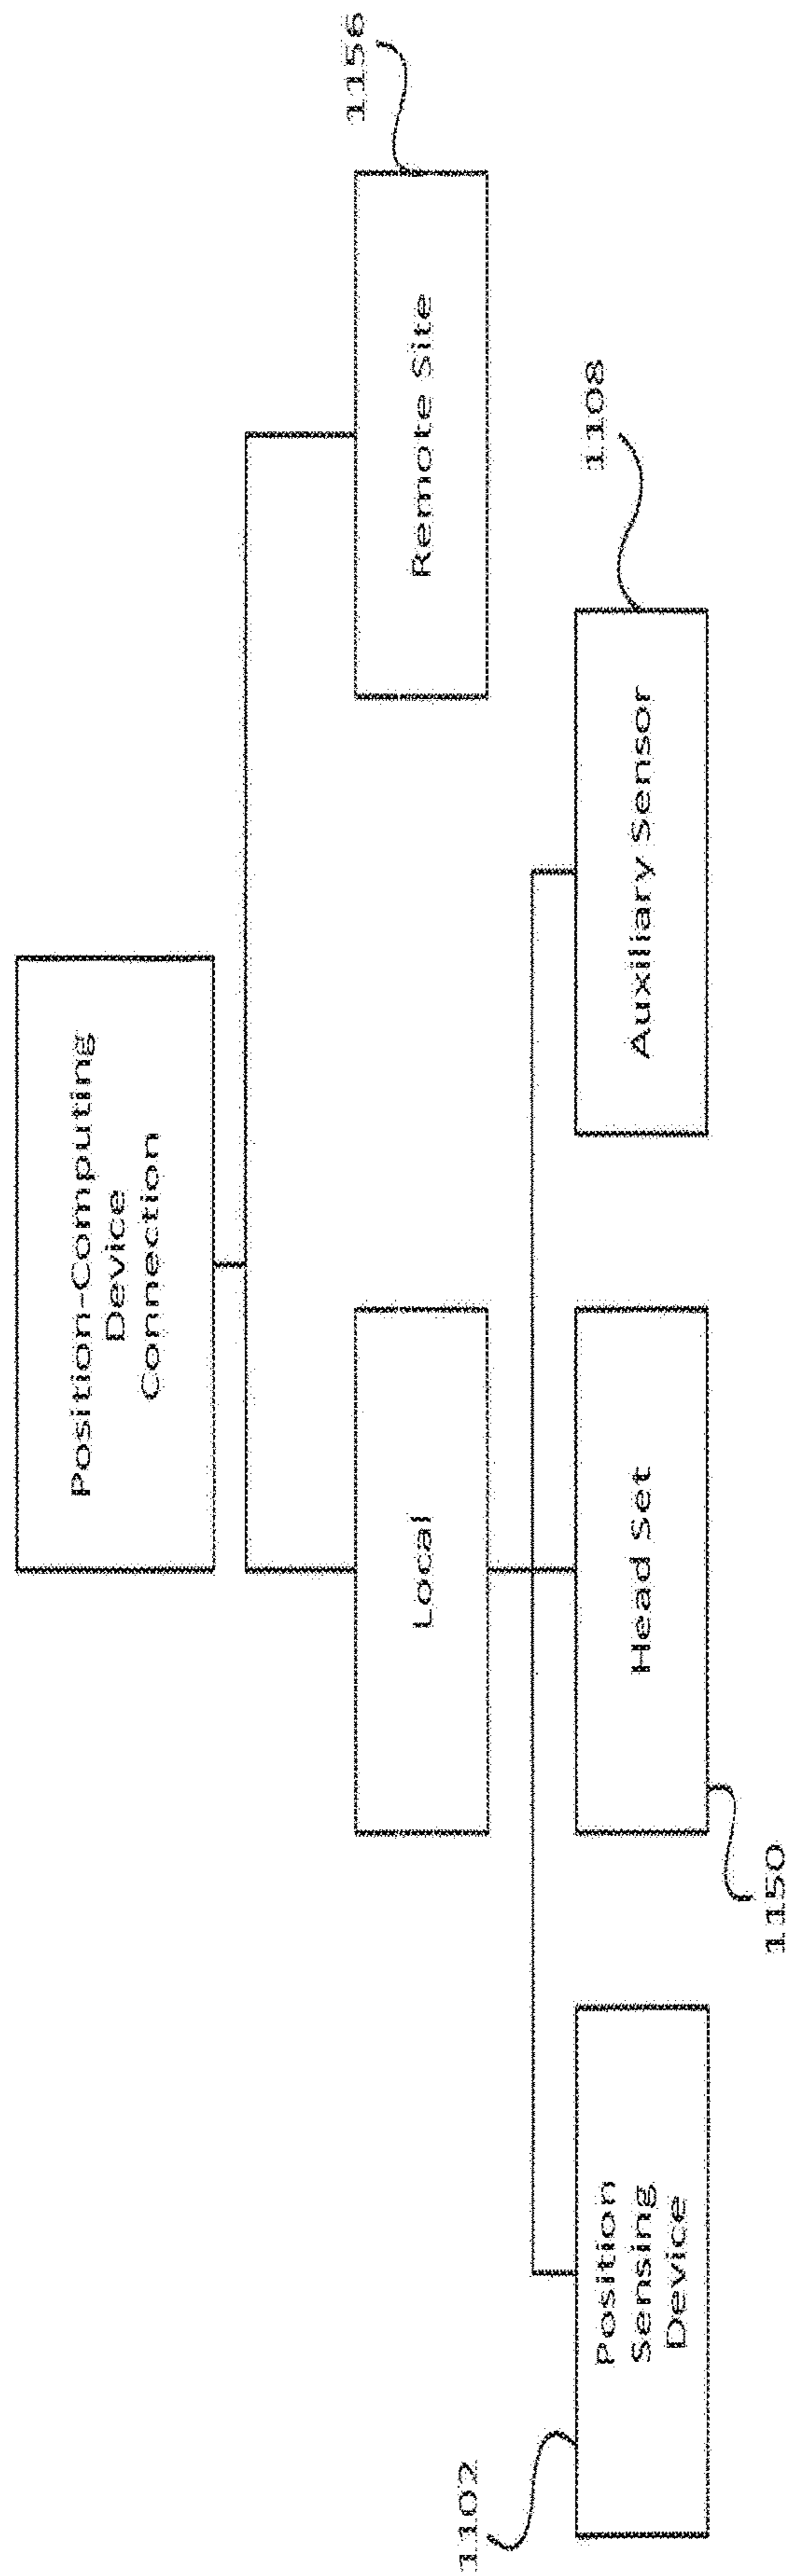 Position-Computing
Device
Connection
Local
Remote Site
1156
Position
Sensing
Device
1102
Head Set
1150
Auxiliary Sensor
1108